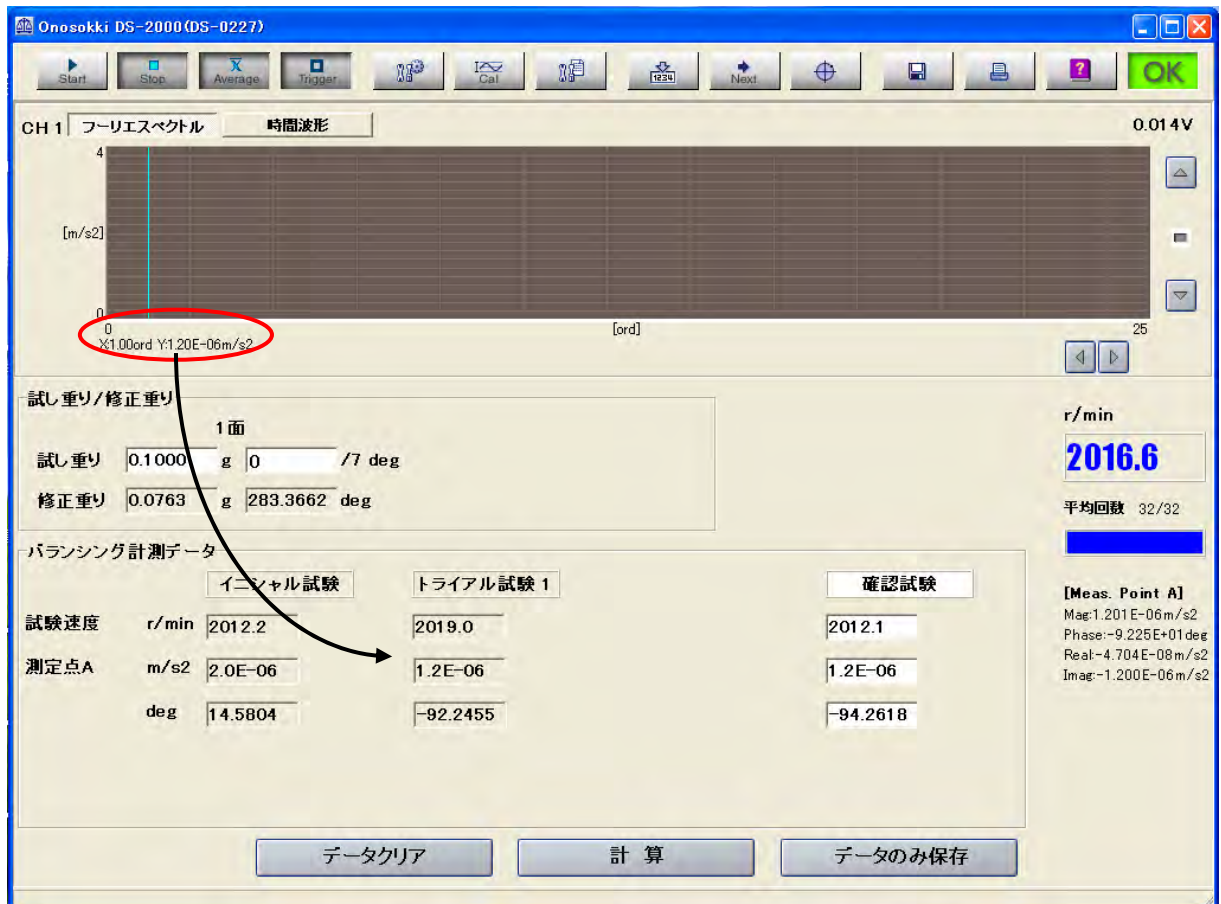 Onosokki DS-2000(DS-0227)
Start Stop Average Trigger Cal 1234 Next ? OK
CH 1 フーリエスペクトル 時間波形 0.014V
4
[m/s2]
0
0 [ord] 25
X:1.00ord Y:1.20E-06m/s2
試し重り/修正重り
1面
試し重り 0.1000 g 0 /7 deg
修正重り 0.0763 g 283.3662 deg
r/min
2016.6
平均回数 32/32
バランシング計測データ
イニシャル試験 トライアル試験 1 確認試験
試験速度 r/min 2012.2 2019.0 2012.1
測定点A m/s2 2.0E-06 1.2E-06 1.2E-06
deg 14.5804 -92.2455 -94.2618
[Meas. Point A]
Mag:1.201E-06m/s2
Phase:-9.225E+01deg
Real:-4.704E-08m/s2
Imag:-1.200E-06m/s2
データクリア 計 算 データのみ保存